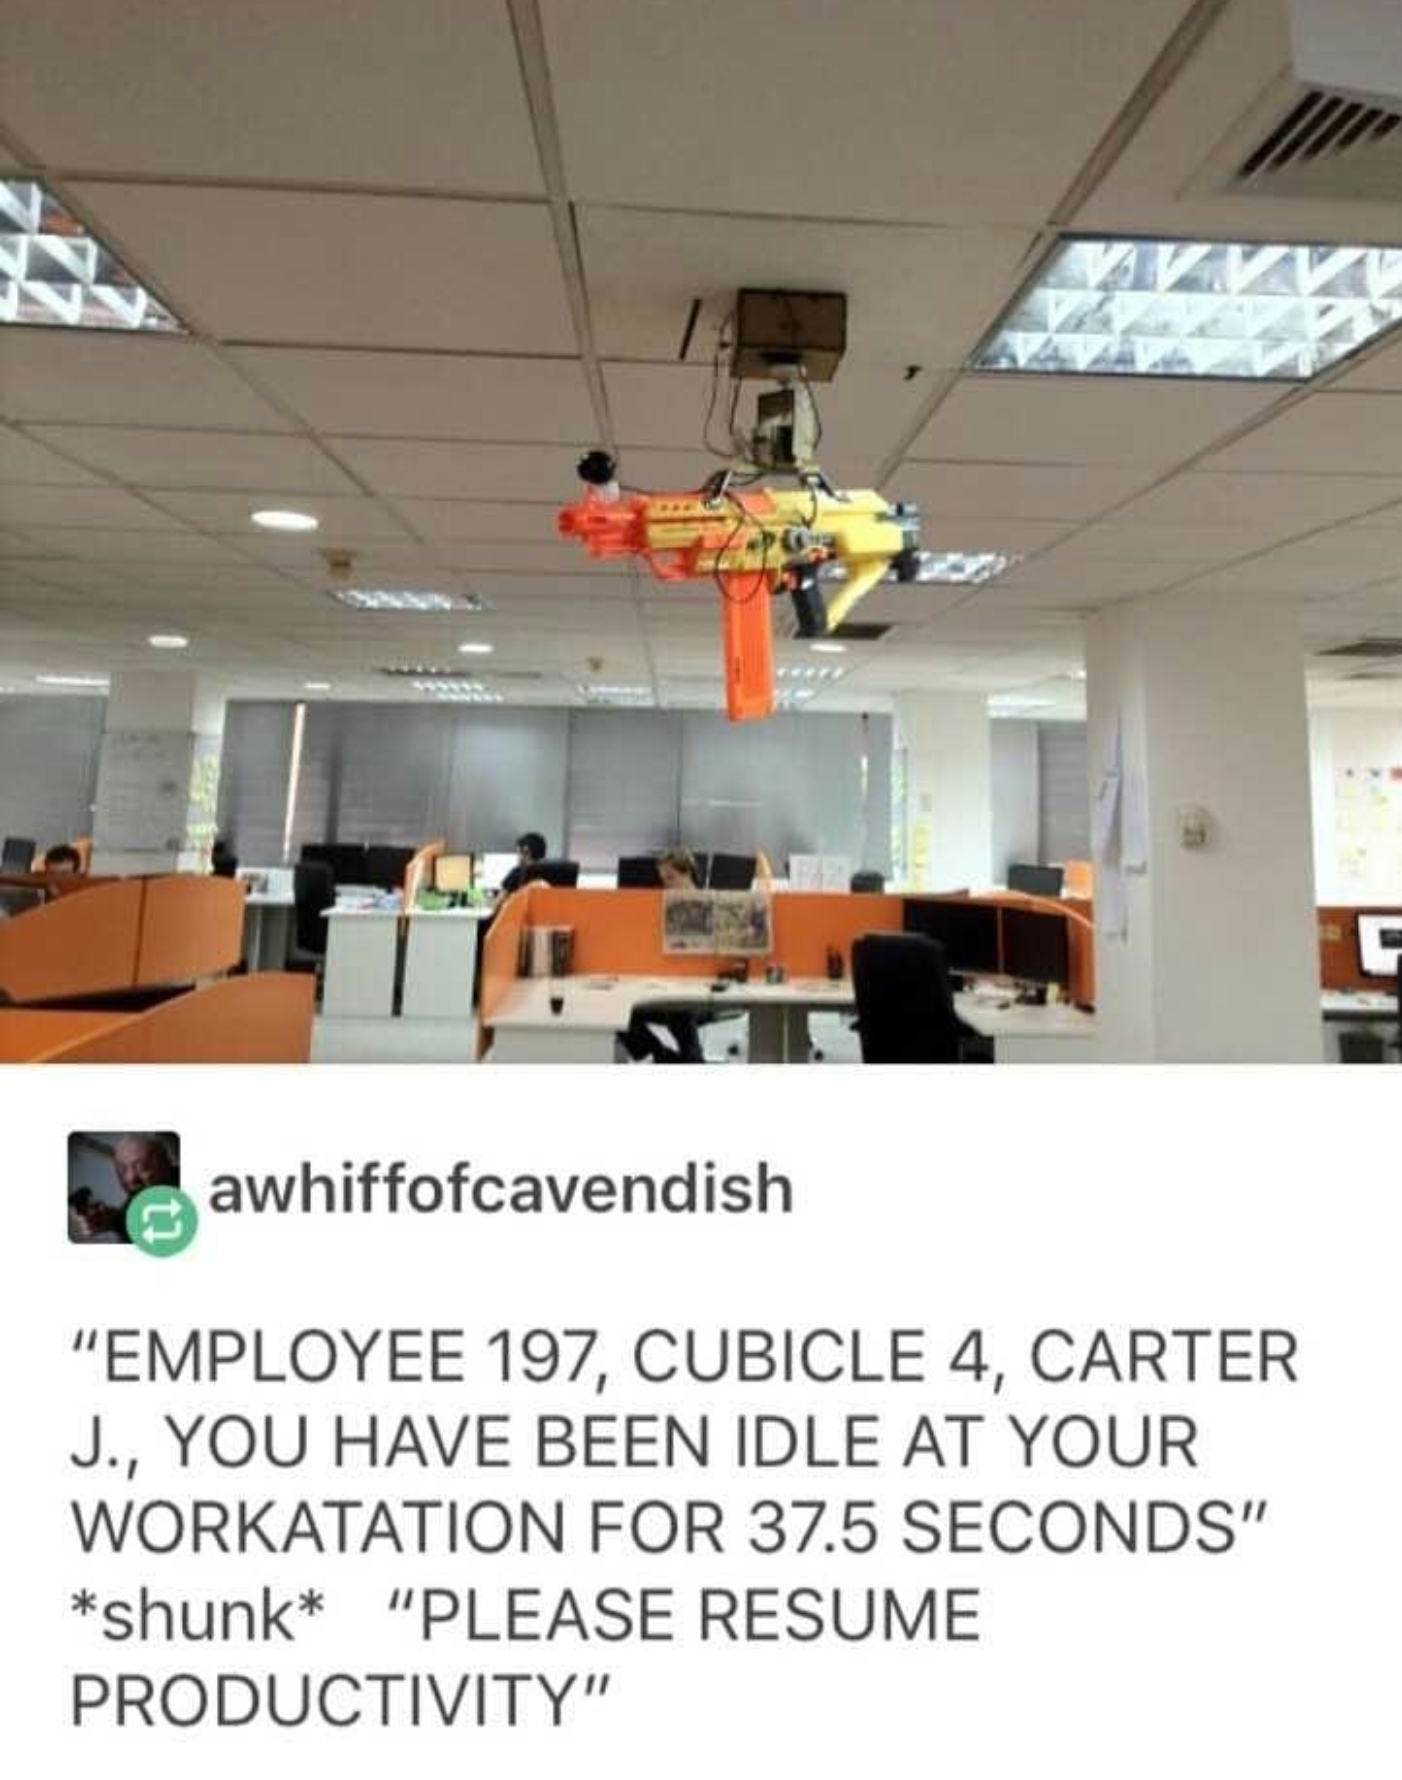 awhiffofcavendish
“EMPLOYEE 197, CUBICLE 4, CARTER
J., YOU HAVE BEEN IDLE AT YOUR
WORKATATION FOR 37.5 SECONDS”
*shunk* “PLEASE RESUME
PRODUCTIVITY”